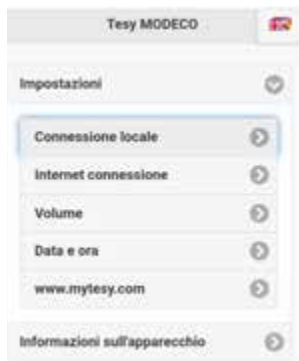 Tesy MODECO
Impostazioni
Connessione locale
Internet connessione
Volume
Data e ora
www.mytesy.com
Informazioni sull'apparecchio